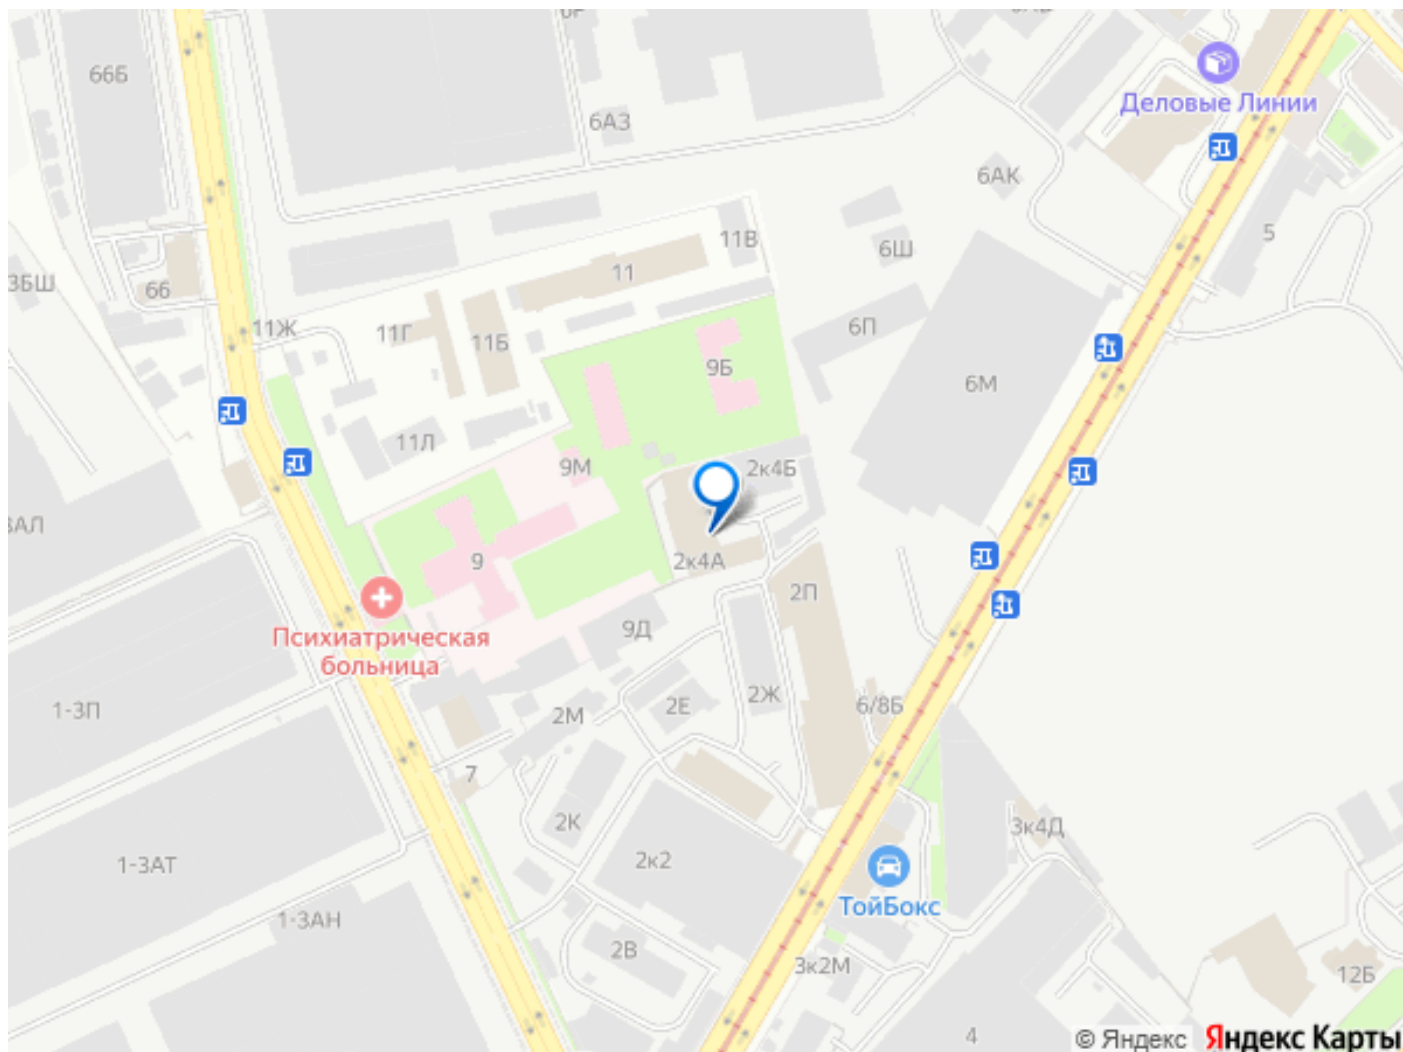 66Б
6АЗ
Деловые Линии
6АК
11В
5
6Ш
11
3БШ
66
11Ж
11Г
11Б
6П
9Б
6М
11Л
9М
2к4Б
9
2к4А
2П
Психиатрическая
больница
9Д
1-3П
2М
2Е
2Ж
6/8Б
7
2К
3к4Д
1-3АТ
2к2
ТойБокс
1-3АН
2В
3к2М
12Б
4
© Яндекс Яндекс Карты